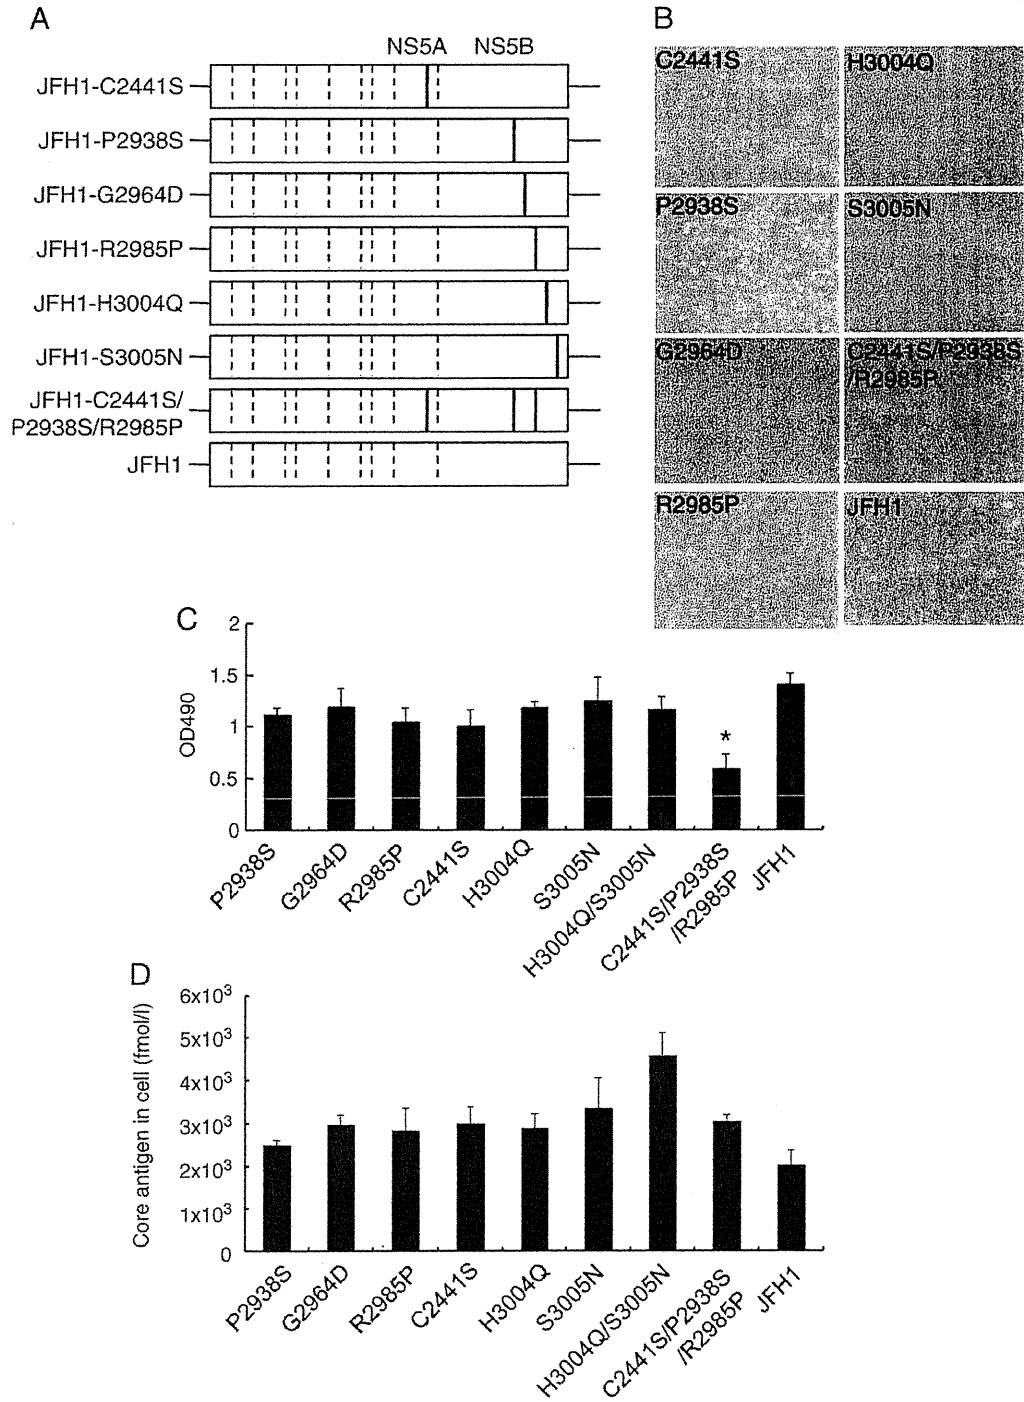 A
NS5A NS5B
JFH1-C2441S
JFH1-P2938S
JFH1-G2964D
JFH1-R2985P
JFH1-H3004Q
JFH1-S3005N
JFH1-C2441S/
P2938S/R2985P
JFH1
B
C2441S
H3004Q
P2938S
S3005N
G2964D
C2441S/P2938S
/R2985P
R2985P
JFH1
C
OD490
2
1.5
1
0.5
0
*
P2938S
G2964D
R2985P
C2441S
H3004Q
S3005N
H3004Q/S3005N
C2441S/P2938S
/R2985P
JFH1
D
Core antigen in cell (fmol/l)
6x10³
5x10³
4x10³
3x10³
2x10³
1x10³
0
P2938S
G2964D
R2985P
C2441S
H3004Q
S3005N
H3004Q/S3005N
C2441S/P2938S
/R2985P
JFH1